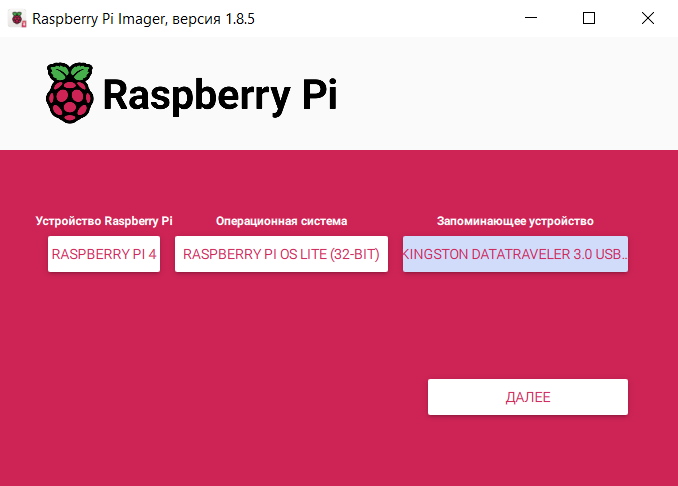 Raspberry Pi Imager, версия 1.8.5
Raspberry Pi
Устройство Raspberry Pi
Операционная система
Запоминающее устройство
RASPBERRY PI 4
RASPBERRY PI OS LITE (32-BIT)
KINGSTON DATATRAVELER 3.0 USB...
ДАЛЕЕ